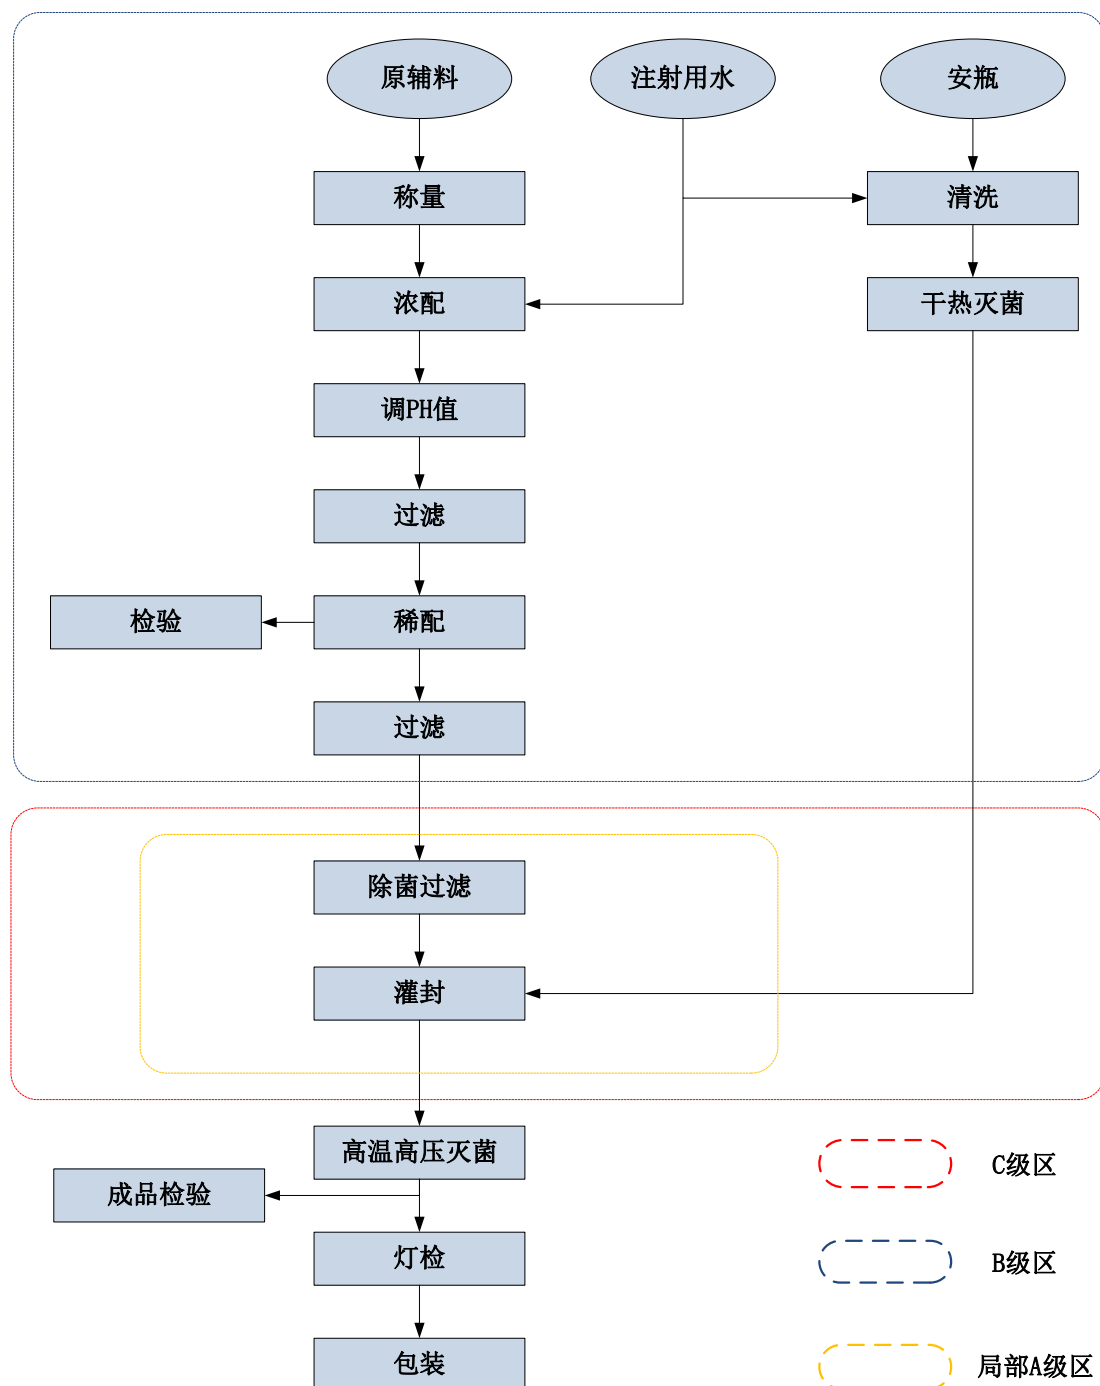 原辅料
注射用水
安瓶
称量
清洗
浓配
干热灭菌
调PH值
过滤
检验
稀配
过滤
除菌过滤
灌封
高温高压灭菌
成品检验
C级区
灯检
B级区
包装
局部A级区